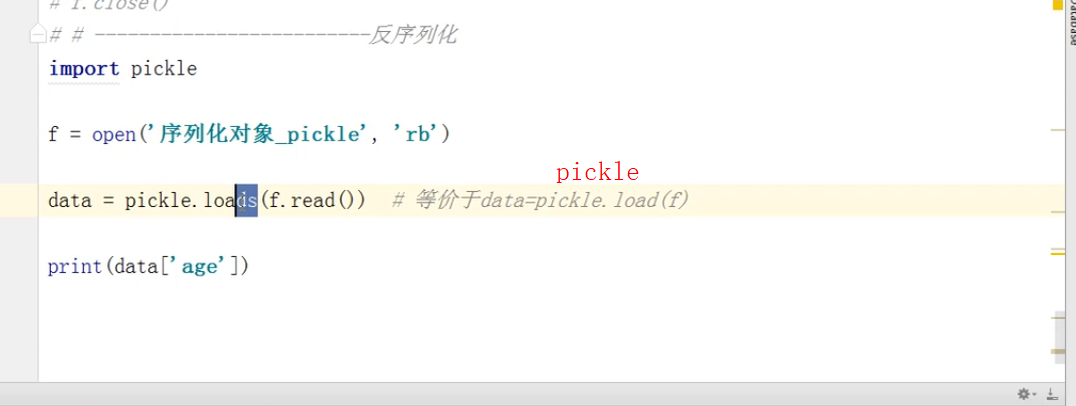 # f.close()
# # --------------------------反序列化
import pickle
f = open('序列化对象_pickle', 'rb')
pickle
data = pickle.loads(f.read())  # 等价于data=pickle.load(f)
print(data['age'])
Database